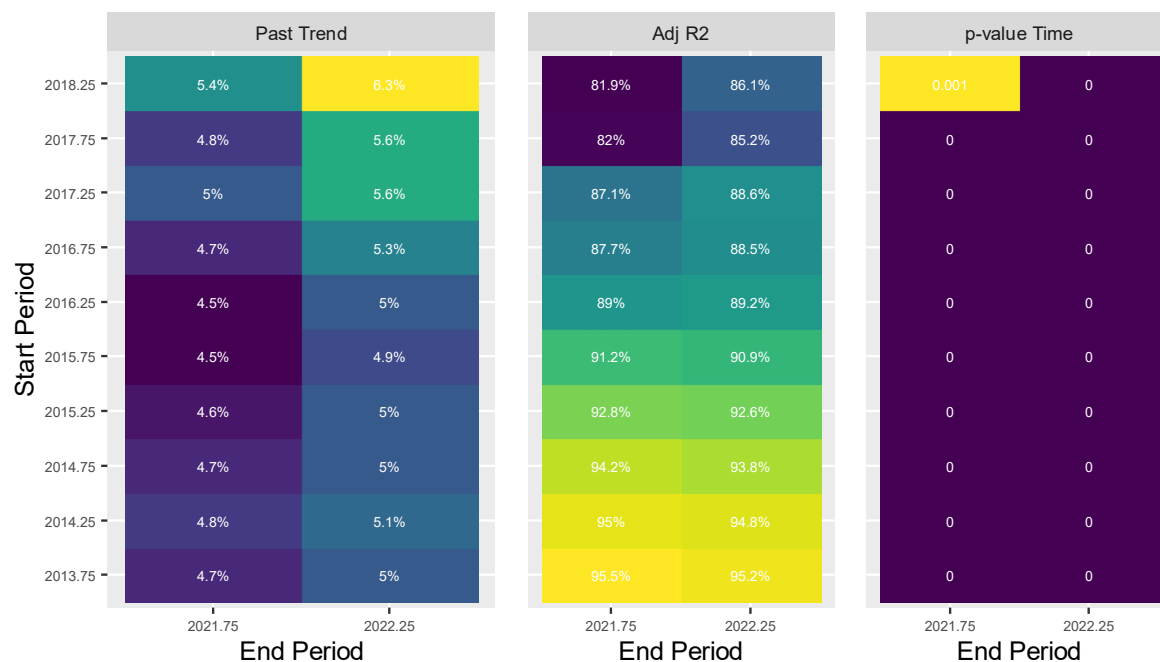 Past Trend Adj R2 p-value Time
2018.25 5.4% 6.3% 81.9% 86.1% 0.001 0
2017.75 4.8% 5.6% 82% 85.2% 0 0
2017.25 5% 5.6% 87.1% 88.6% 0 0
2016.75 4.7% 5.3% 87.7% 88.5% 0 0
2016.25 4.5% 5% 89% 89.2% 0 0
2015.75 4.5% 4.9% 91.2% 90.9% 0 0
2015.25 4.6% 5% 92.8% 92.6% 0 0
2014.75 4.7% 5% 94.2% 93.8% 0 0
2014.25 4.8% 5.1% 95% 94.8% 0 0
2013.75 4.7% 5% 95.5% 95.2% 0 0
Start Period
2021.75 2022.25 2021.75 2022.25 2021.75 2022.25
End Period End Period End Period